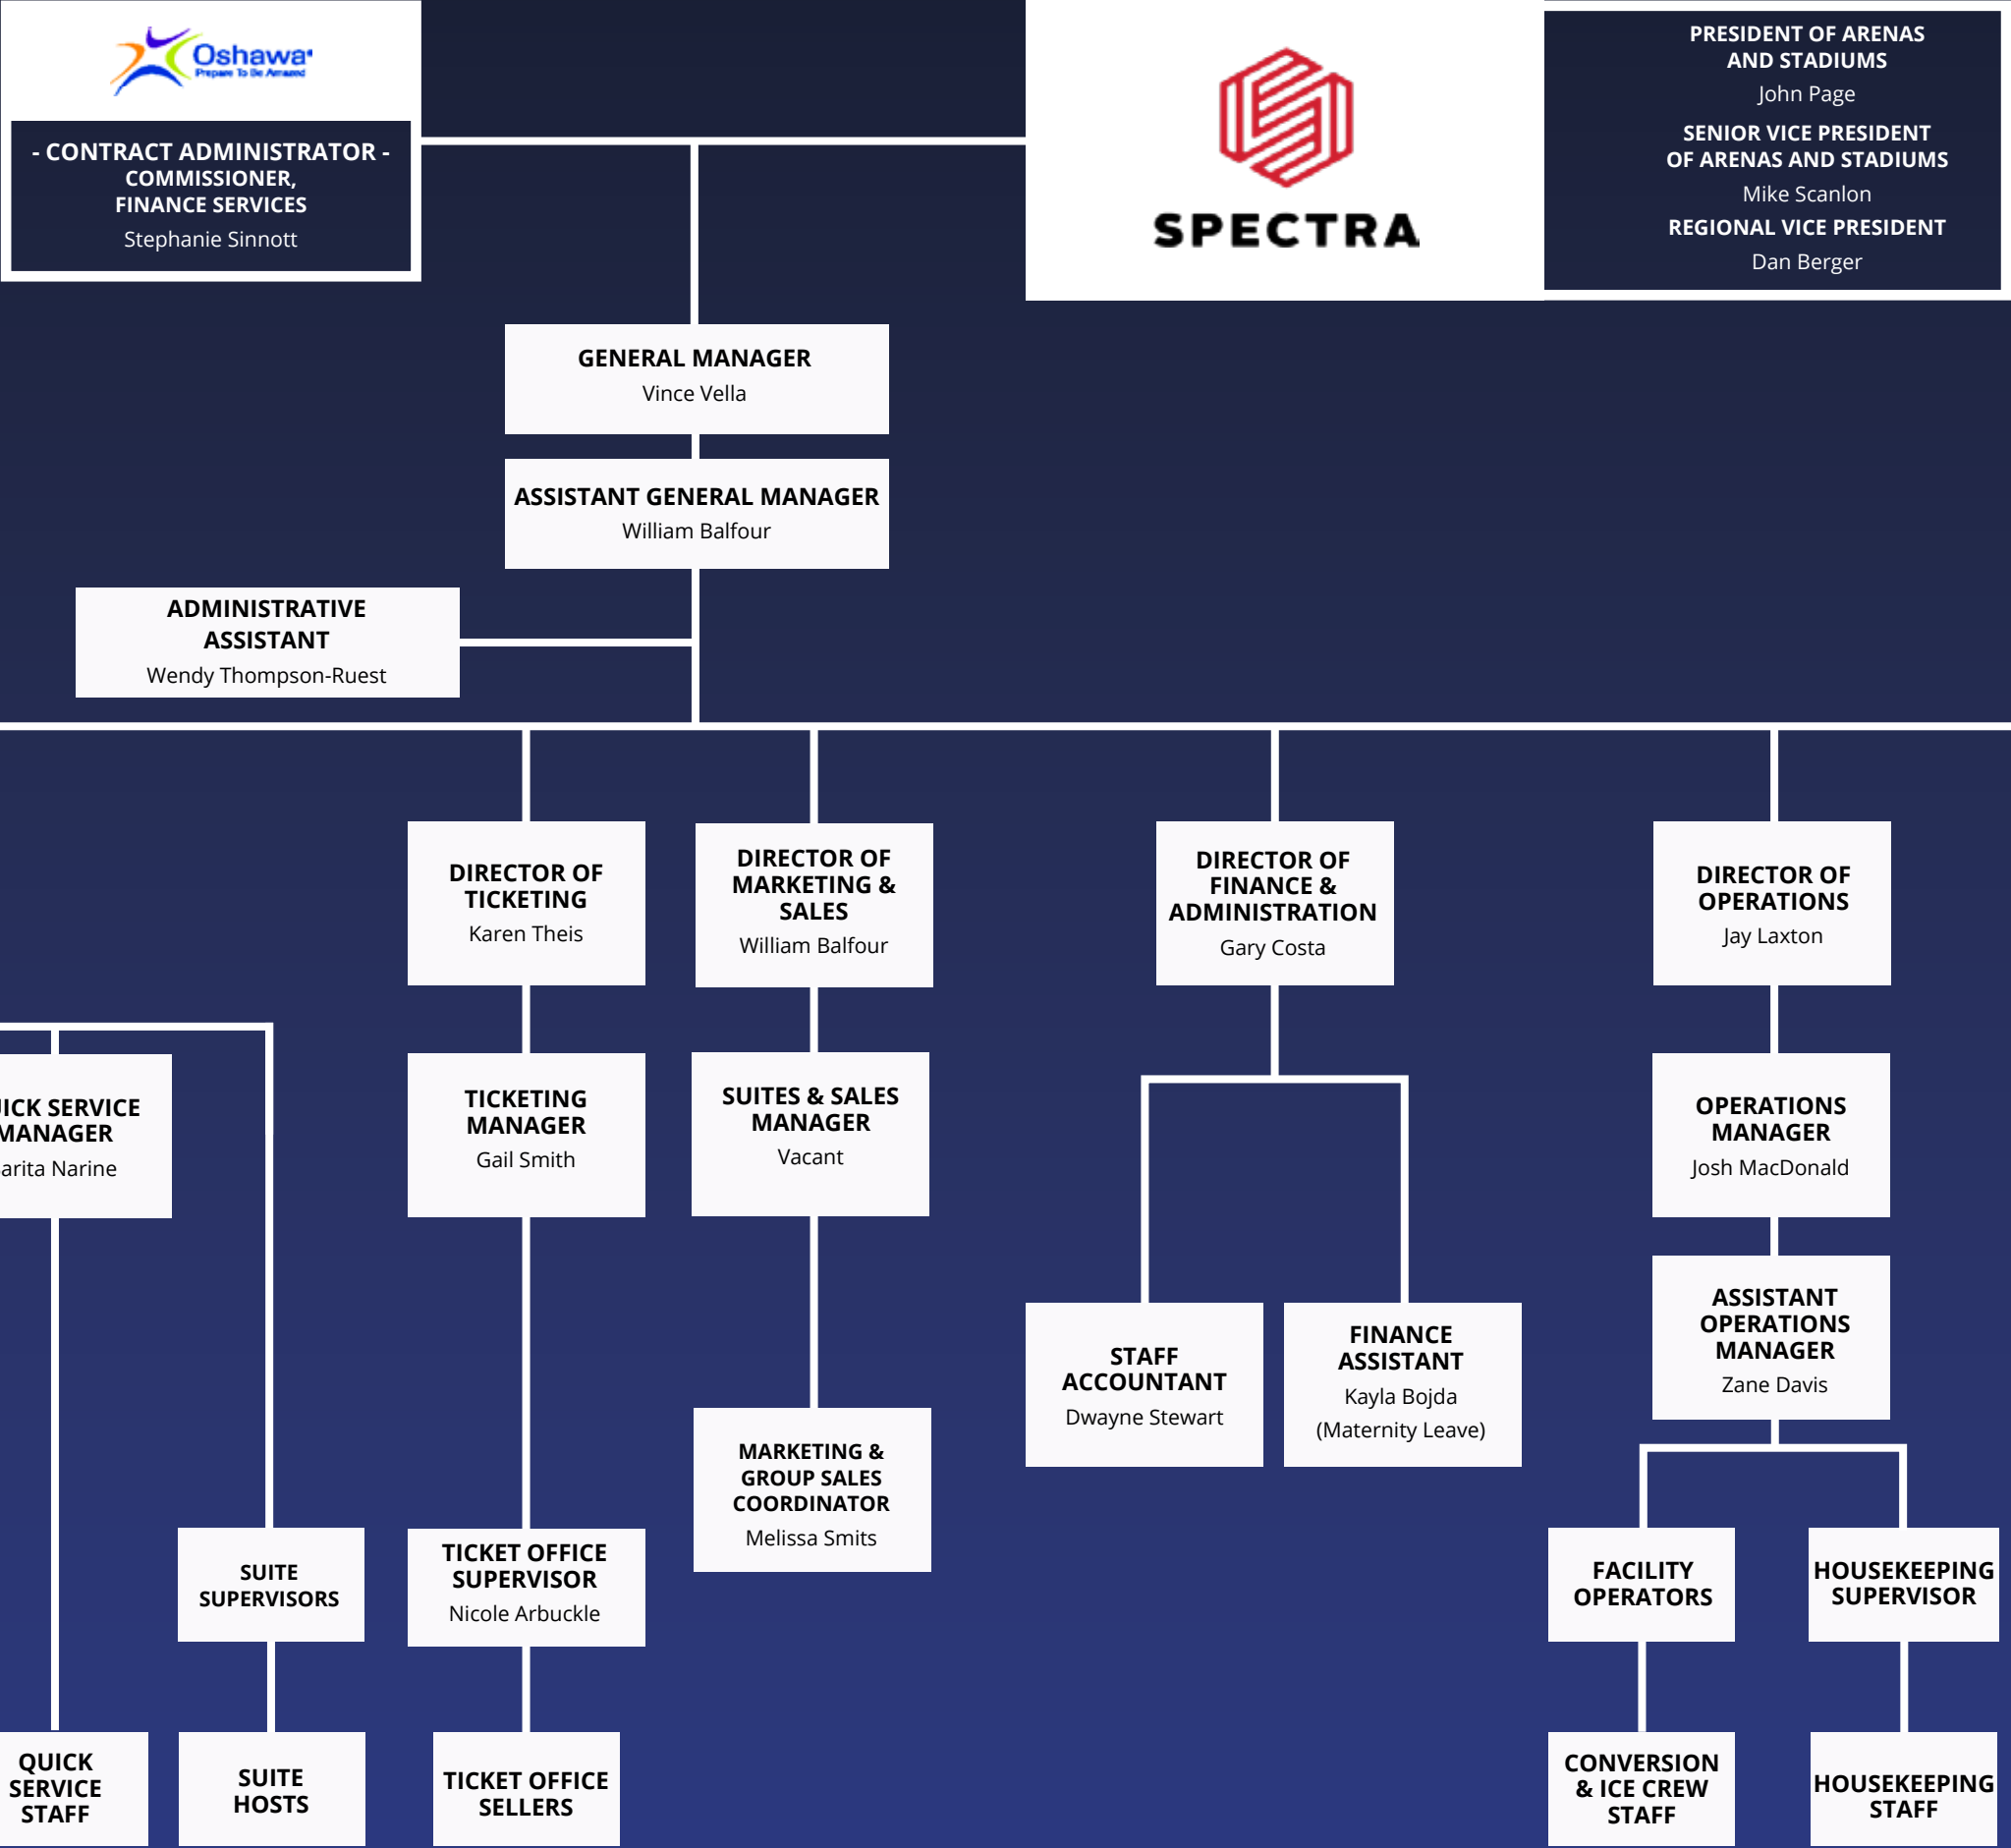 Oshawa
Prepare To Be Amazed
- CONTRACT ADMINISTRATOR -
COMMISSIONER,
FINANCE SERVICES
Stephanie Sinnott
SPECTRA
PRESIDENT OF ARENAS
AND STADIUMS
John Page
SENIOR VICE PRESIDENT
OF ARENAS AND STADIUMS
Mike Scanlon
REGIONAL VICE PRESIDENT
Dan Berger
GENERAL MANAGER
Vince Vella
ASSISTANT GENERAL MANAGER
William Balfour
ADMINISTRATIVE
ASSISTANT
Wendy Thompson-Ruest
DIRECTOR OF
TICKETING
Karen Theis
DIRECTOR OF
MARKETING &
SALES
William Balfour
DIRECTOR OF
FINANCE &
ADMINISTRATION
Gary Costa
DIRECTOR OF
OPERATIONS
Jay Laxton
SERVICE
MANAGER
Narine
TICKETING
MANAGER
Gail Smith
SUITES & SALES
MANAGER
Vacant
OPERATIONS
MANAGER
Josh MacDonald
STAFF
ACCOUNTANT
Dwayne Stewart
FINANCE
ASSISTANT
Kayla Bojda
(Maternity Leave)
ASSISTANT
OPERATIONS
MANAGER
Zane Davis
MARKETING &
GROUP SALES
COORDINATOR
Melissa Smits
SUITE
SUPERVISORS
TICKET OFFICE
SUPERVISOR
Nicole Arbuckle
FACILITY
OPERATORS
HOUSEKEEPING
SUPERVISOR
QUICK
SERVICE
STAFF
SUITE
HOSTS
TICKET OFFICE
SELLERS
CONVERSION
& ICE CREW
STAFF
HOUSEKEEPING
STAFF